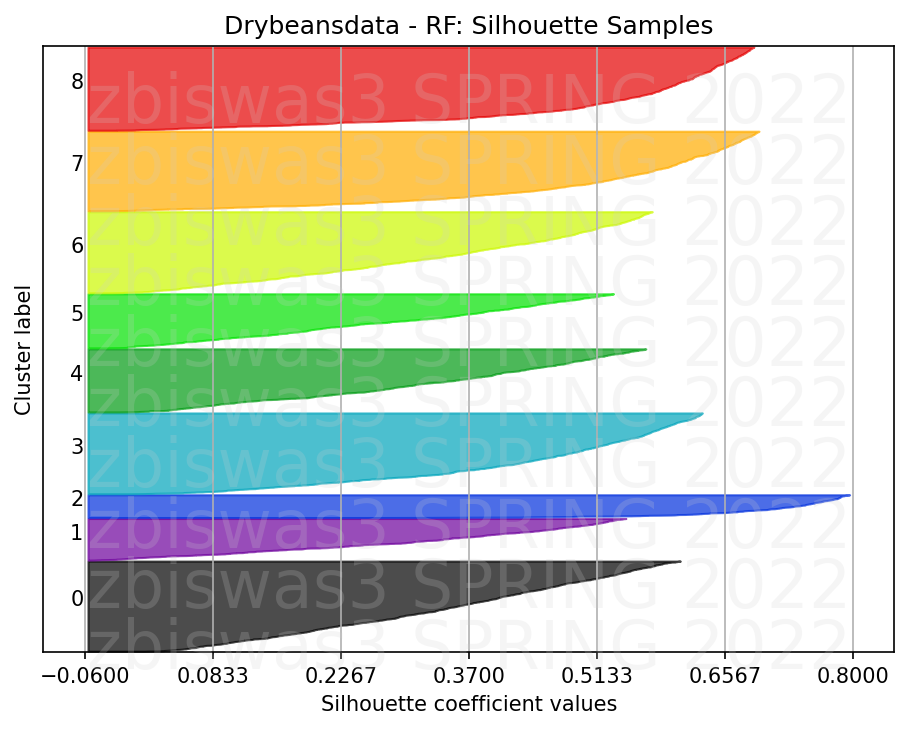 Drybeansdata - RF: Silhouette Samples
8
zbiswas3 SPRING 2022
zbiswas3 SPRING 2022
7
zbiswas3 SPRING 2022
6
zbiswas3 SPRING 2022
5
zbiswas3 SPRING 2022
4
zbiswas3 SPRING 2022
3
zbiswas3 SPRING 2022
2
zbiswas3 SPRING 2022
1
zbiswas3 SPRING 2022
0
zbiswas3 SPRING 2022
Cluster label
−0.0600 0.0833 0.2267 0.3700 0.5133 0.6567 0.8000
Silhouette coefficient values